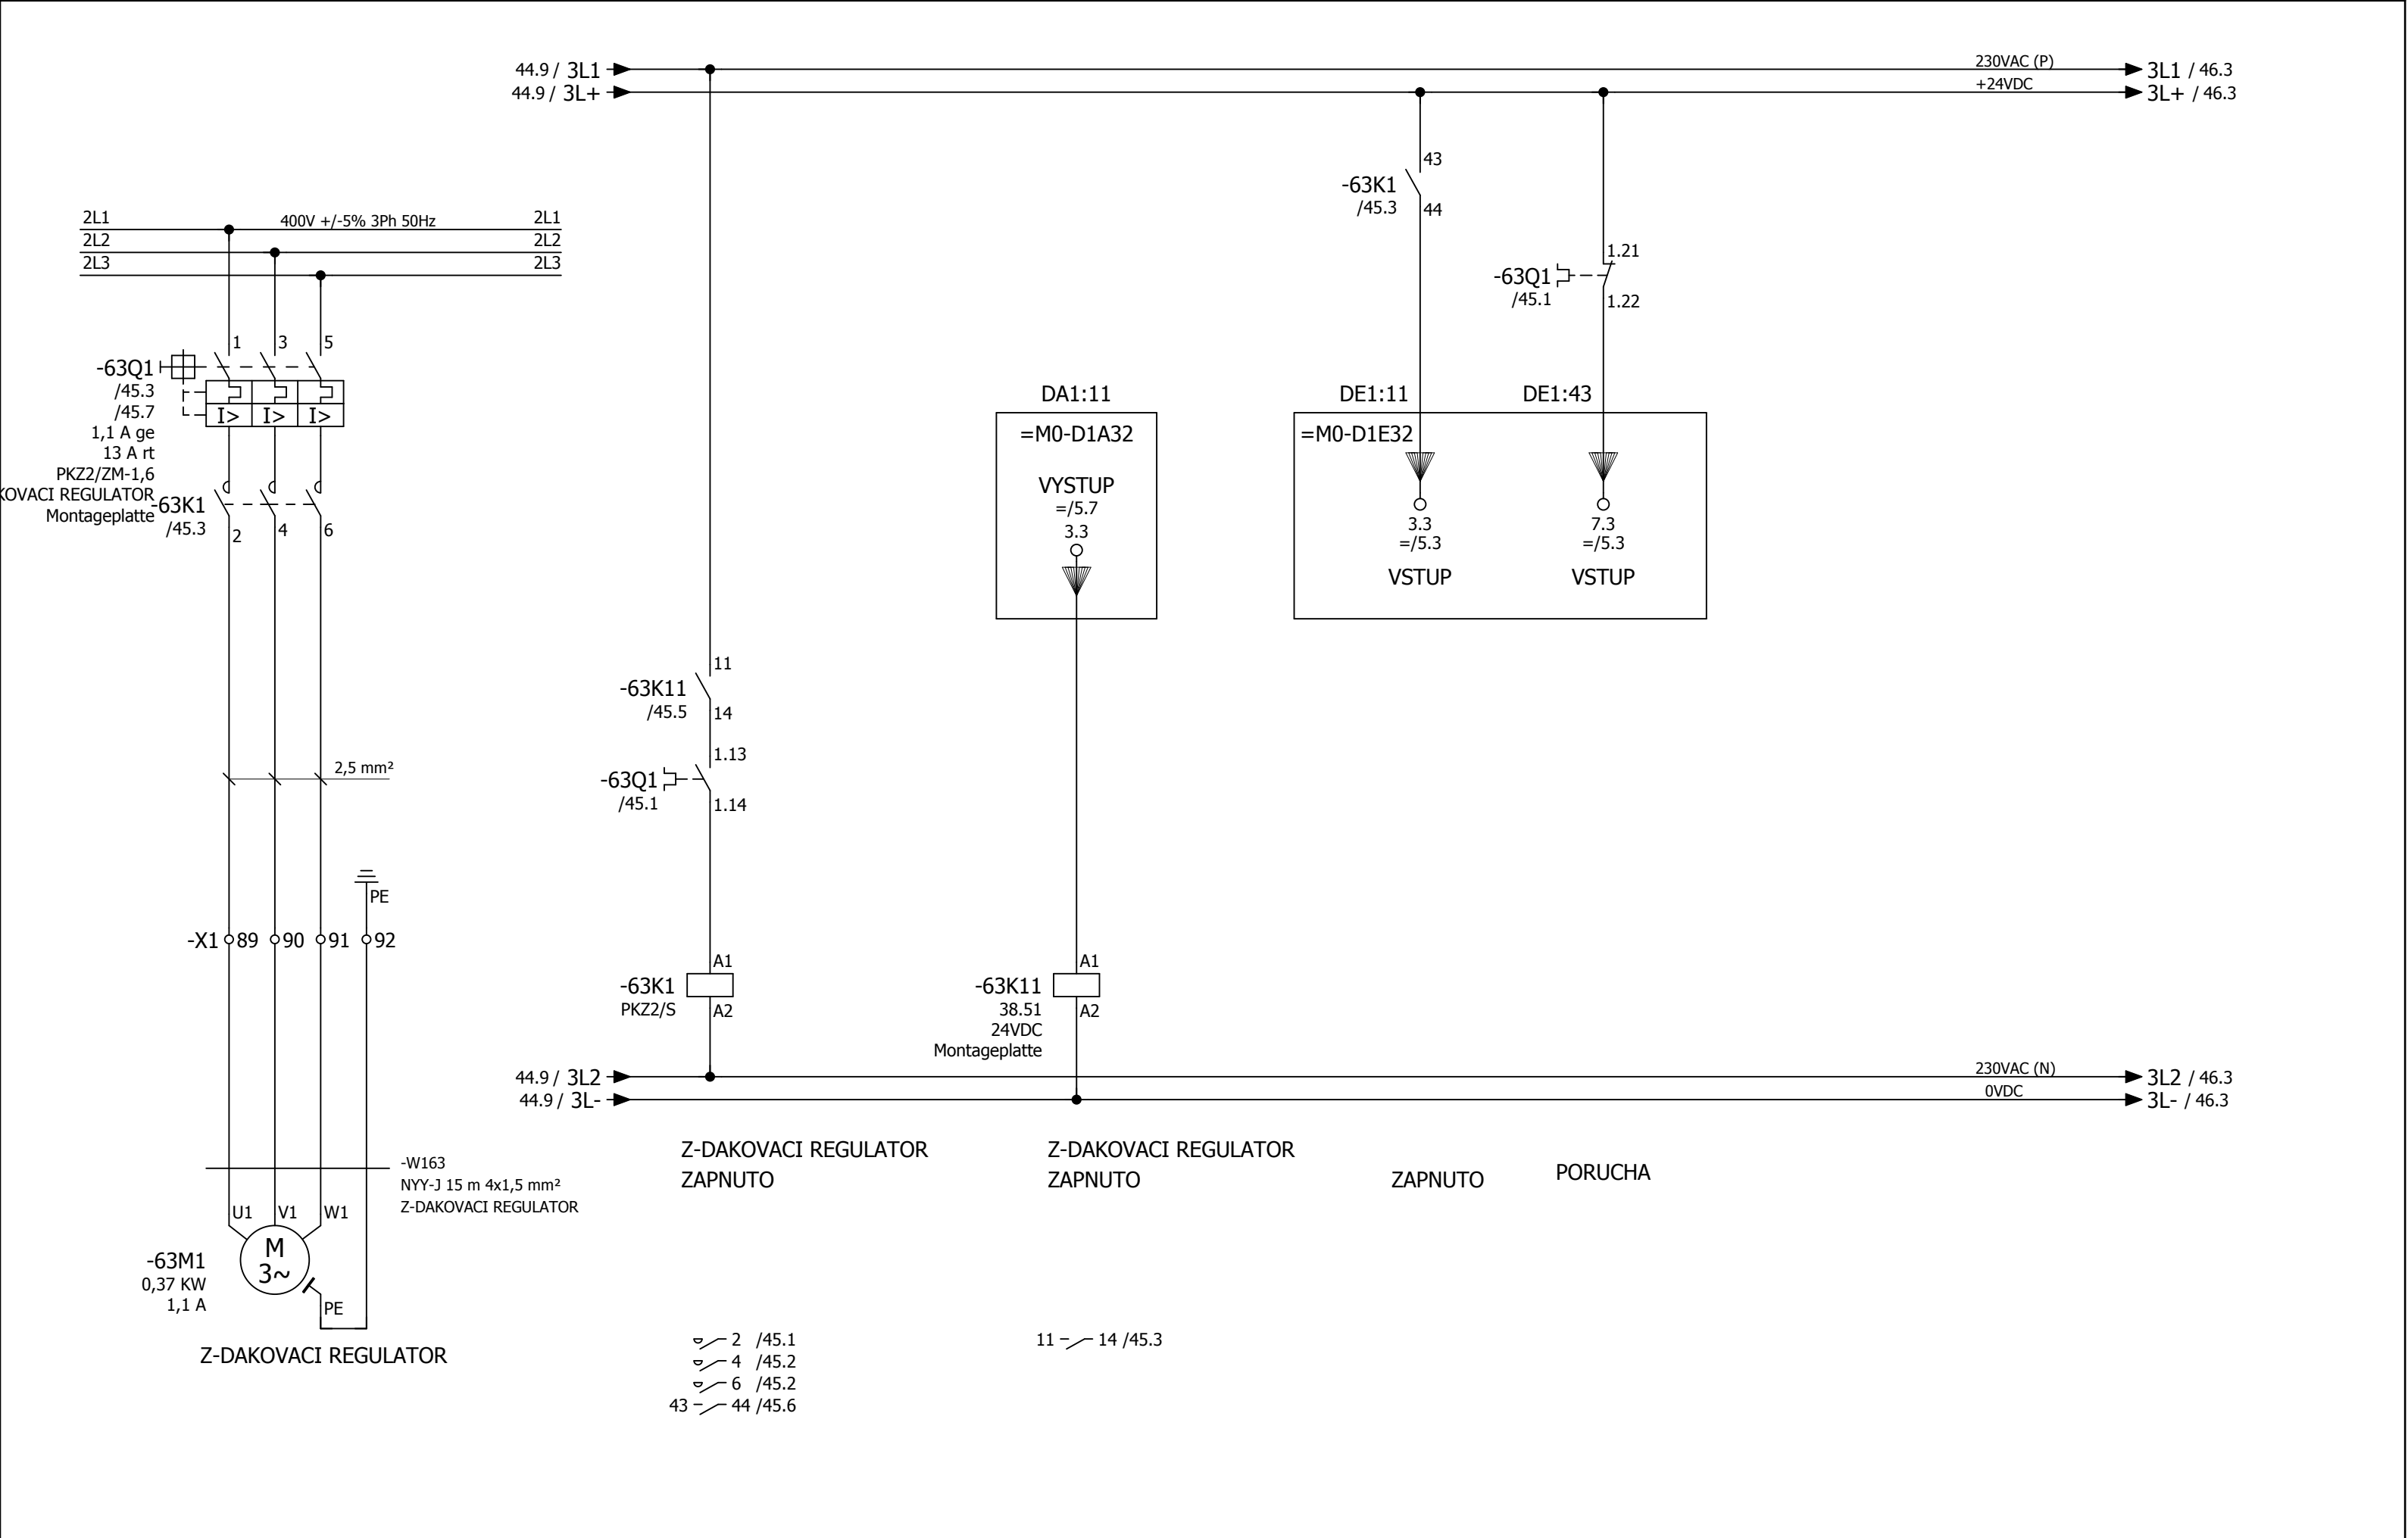 44.9 / 3L1
230VAC (P)
3L1 / 46.3
44.9 / 3L+
+24VDC
3L+ / 46.3
43
-63K1
/45.3
44
2L1
400V +/-5% 3Ph 50Hz
2L1
2L2
2L2
2L3
2L3
1.21
-63Q1
/45.1
1.22
1
3
5
-63Q1
/45.3
/45.7
1,1 A ge
13 A rt
PKZ2/ZM-1,6
KOVACI REGULATOR
Montageplatte
I>
I>
I>
-63K1
/45.3
2
4
6
DA1:11
=M0-D1A32
VYSTUP
=/5.7
3.3
DE1:11
DE1:43
=M0-D1E32
3.3
=/5.3
VSTUP
7.3
=/5.3
VSTUP
11
-63K11
/45.5
14
1.13
-63Q1
/45.1
1.14
2,5 mm²
PE
-X1
89
90
91
92
A1
-63K1
PKZ2/S
A2
A1
-63K11
38.51
24VDC
Montageplatte
A2
44.9 / 3L2
230VAC (N)
3L2 / 46.3
44.9 / 3L-
0VDC
3L- / 46.3
Z-DAKOVACI REGULATOR
ZAPNUTO
Z-DAKOVACI REGULATOR
ZAPNUTO
ZAPNUTO
PORUCHA
-W163
NYY-J 15 m 4x1,5 mm²
Z-DAKOVACI REGULATOR
U1
V1
W1
M
3~
-63M1
0,37 KW
1,1 A
PE
Z-DAKOVACI REGULATOR
2 /45.1
4 /45.2
6 /45.2
43 44 /45.6
11 14 /45.3